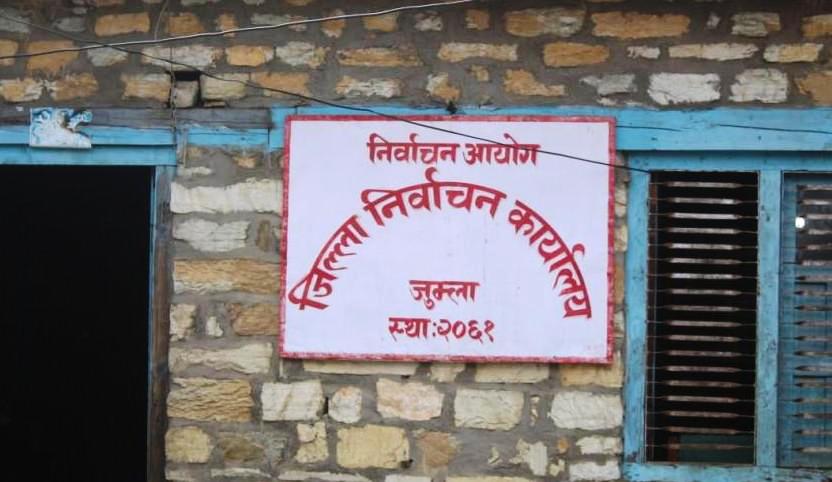 निर्वाचन आयोग
जिल्ला निर्वाचन कार्यालय
जुम्ला
स्था:२०६१